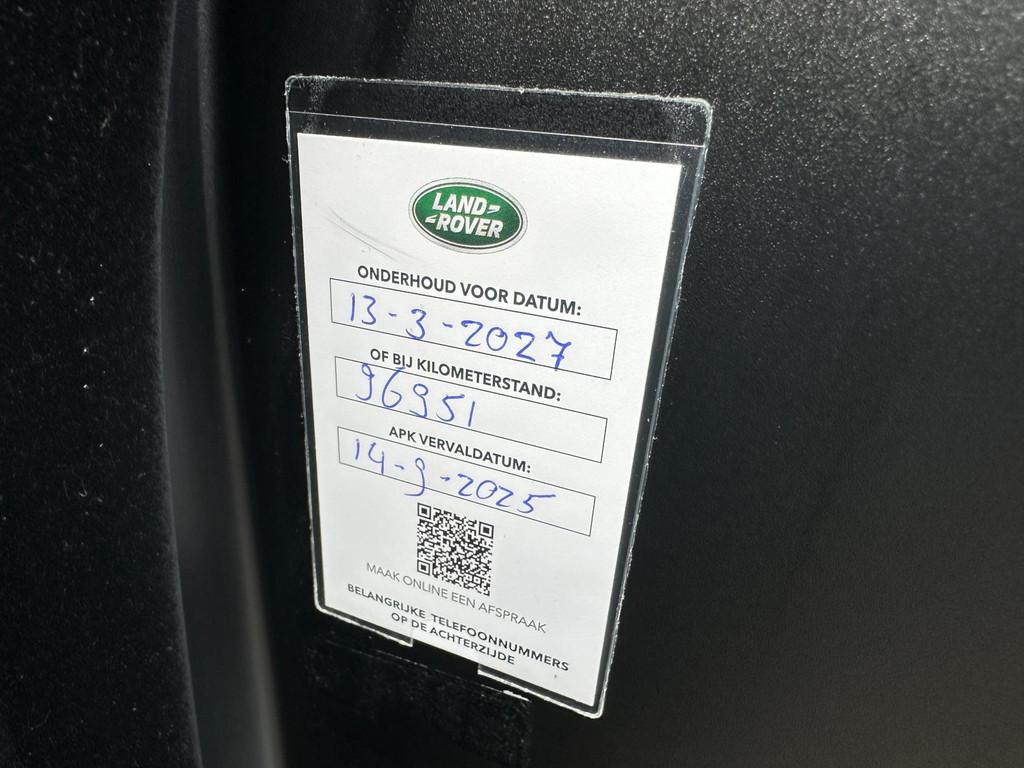 LAND
ROVER
ONDERHOUD VOOR DATUM:
13-3-2027
OF BIJ KILOMETERSTAND:
96951
APK VERVALDATUM:
14-9-2025
MAAK ONLINE EEN AFSPRAAK
BELANGRIJKE TELEFOONNUMMERS
OP DE ACHTERZIJDE